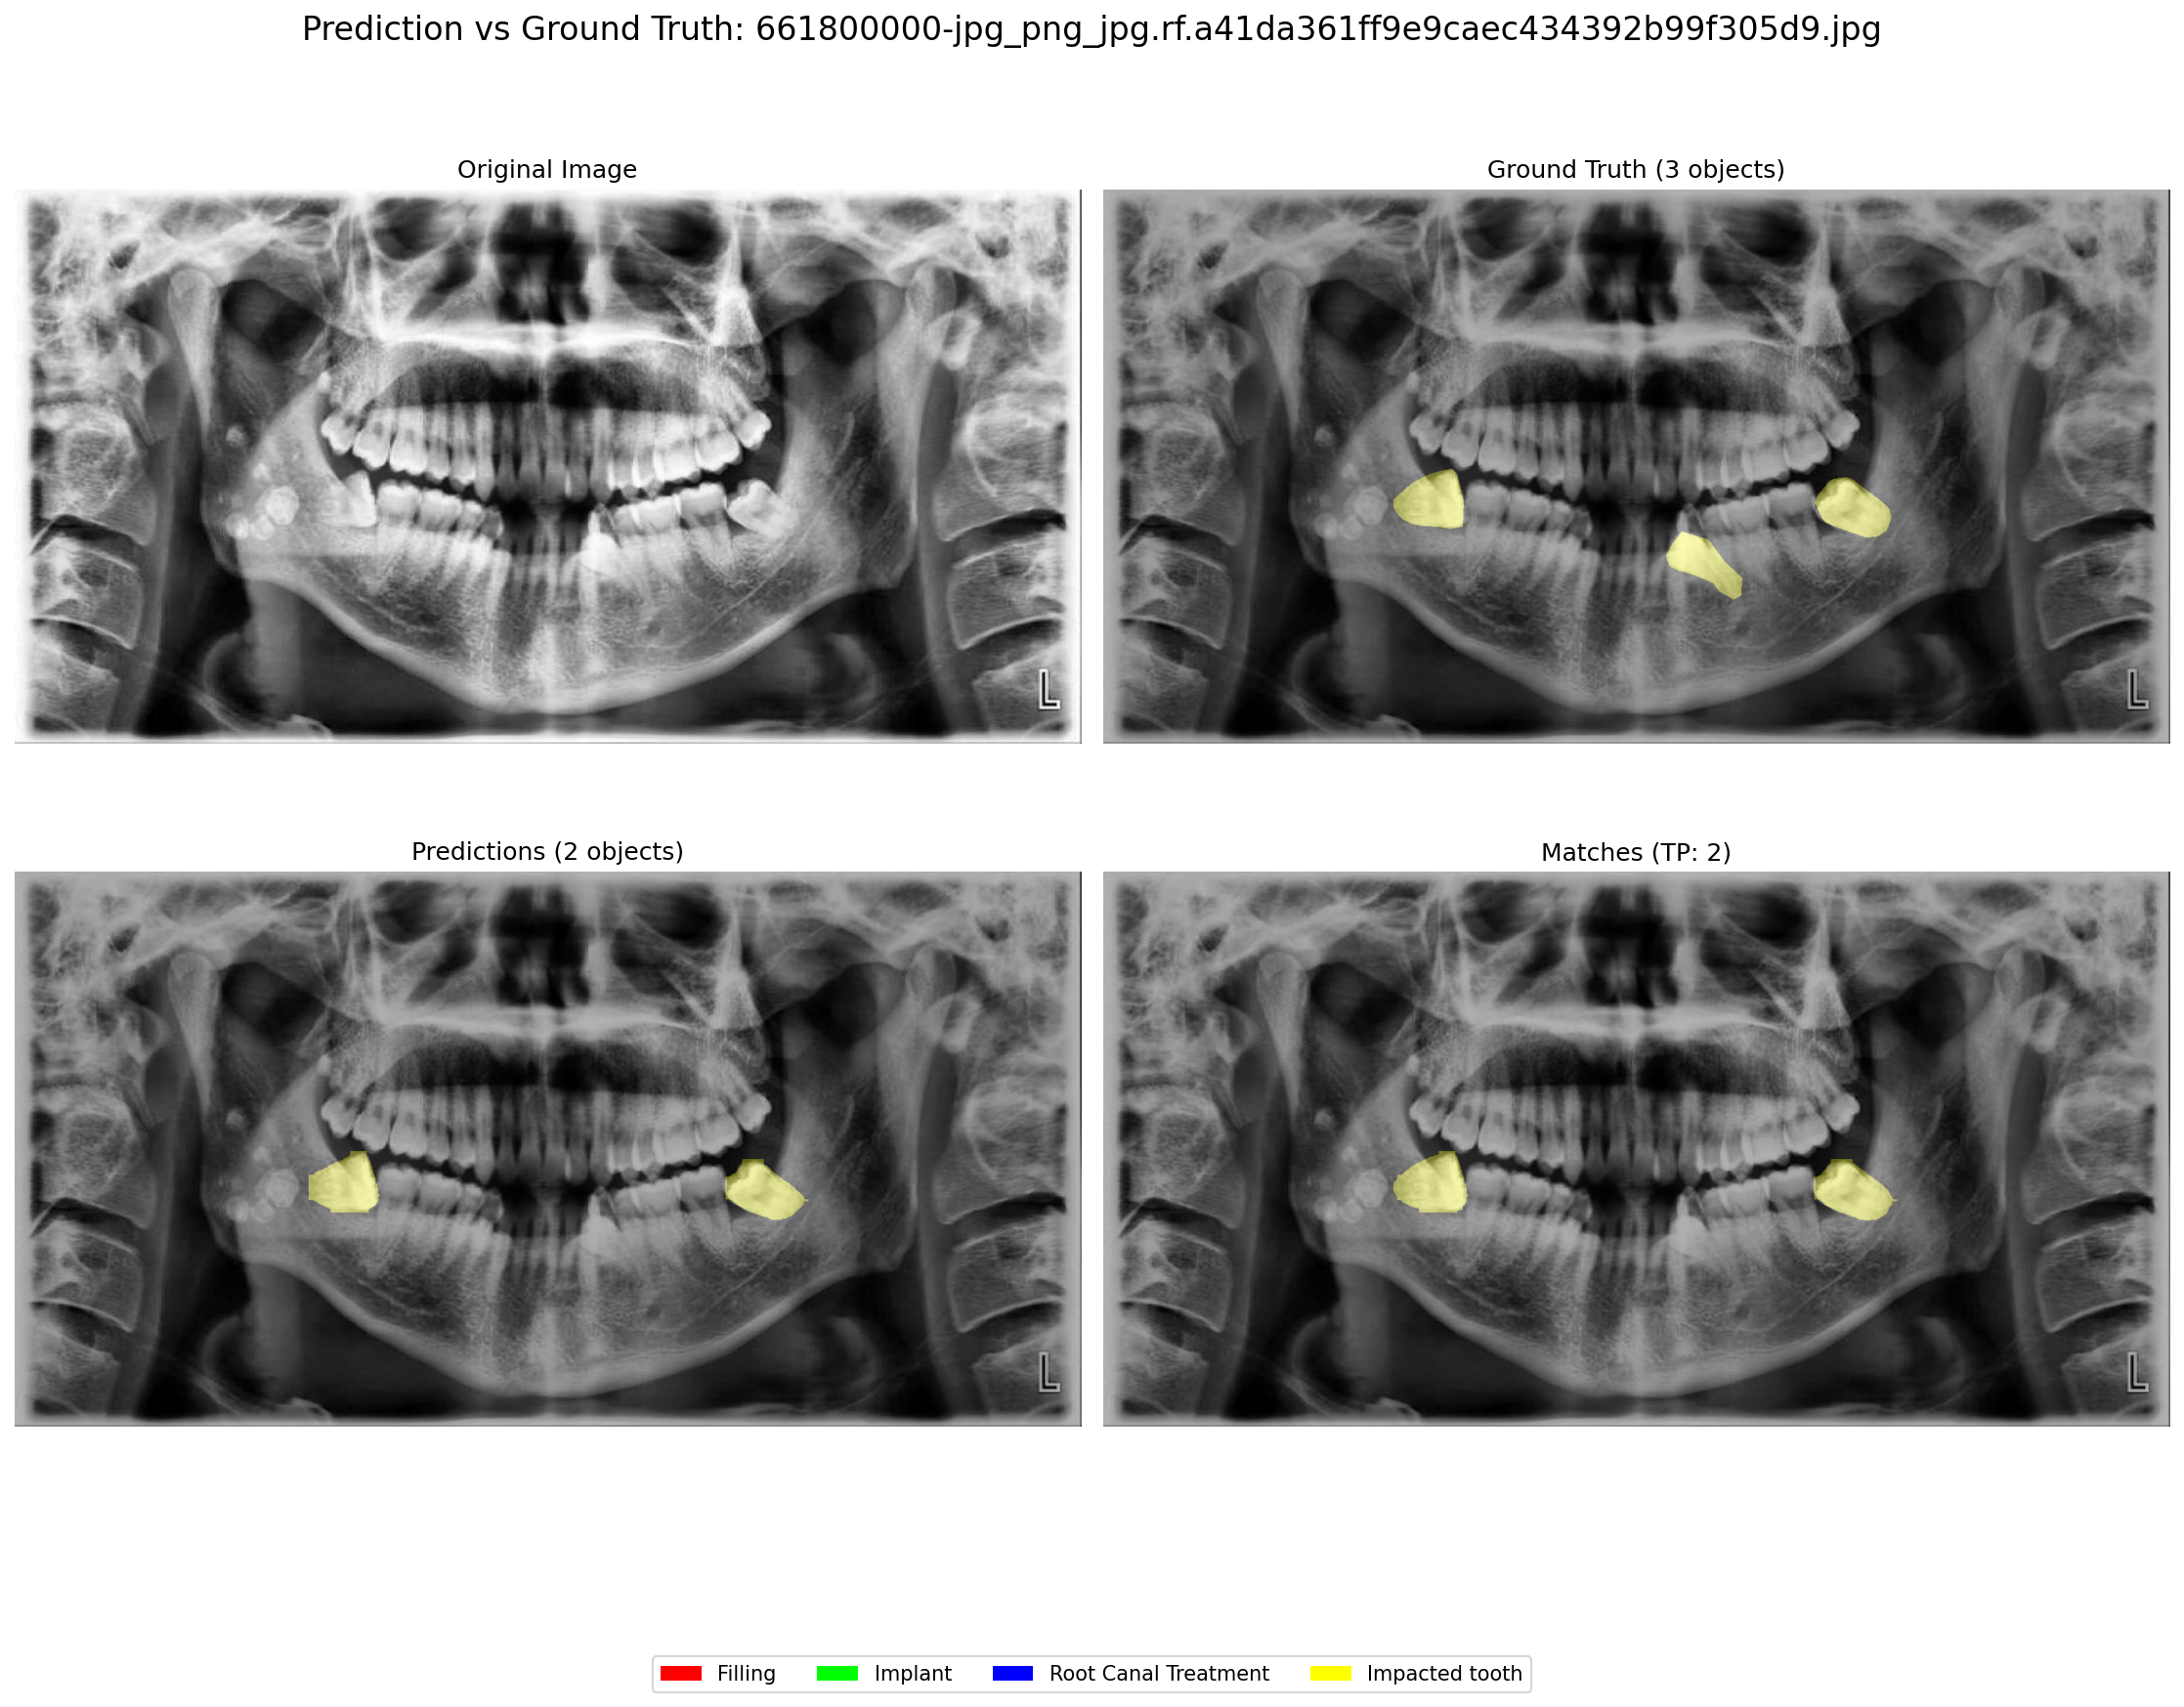 Prediction vs Ground Truth: 661800000-jpg_png_jpg.rf.a41da361ff9e9caec434392b99f305d9.jpg
Original Image
Ground Truth (3 objects)
L
L
Predictions (2 objects)
Matches (TP: 2)
L
L
Filling
Implant
Root Canal Treatment
Impacted tooth